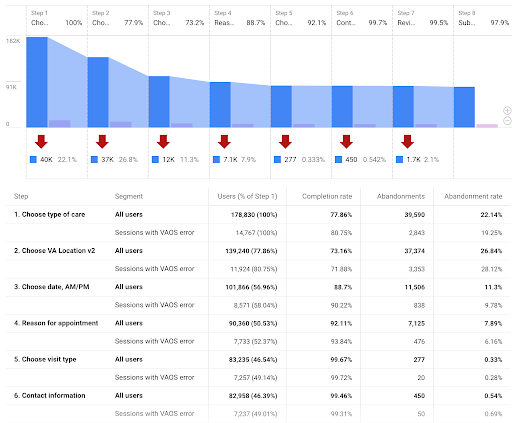 Step 1 Step 2 Step 3 Step 4 Step 5 Step 6 Step 7 Step 8
Cho... 100% Cho... 77.9% Cho... 73.2% Reas... 88.7% Cho... 92.1% Cont... 99.7% Revi... 99.5% Sub... 97.9%
182K
91K
0
40K 22.1% 37K 26.8% 12K 11.3% 7.1K 7.9% 277 0.333% 450 0.542% 1.7K 2.1%
Step Segment Users (% of Step 1) Completion rate Abandonments Abandonment rate
1. Choose type of care All users 178,830 (100%) 77.86% 39,590 22.14%
Sessions with VAOS error 14,767 (100%) 80.75% 2,843 19.25%
2. Choose VA Location v2 All users 139,240 (77.86%) 73.16% 37,374 26.84%
Sessions with VAOS error 11,924 (80.75%) 71.88% 3,353 28.12%
3. Choose date, AM/PM All users 101,866 (56.96%) 88.7% 11,506 11.3%
Sessions with VAOS error 8,571 (58.04%) 90.22% 838 9.78%
4. Reason for appointment All users 90,360 (50.53%) 92.11% 7,125 7.89%
Sessions with VAOS error 7,733 (52.37%) 93.84% 476 6.16%
5. Choose visit type All users 83,235 (46.54%) 99.67% 277 0.33%
Sessions with VAOS error 7,257 (49.14%) 99.72% 20 0.28%
6. Contact information All users 82,958 (46.39%) 99.46% 450 0.54%
Sessions with VAOS error 7,237 (49.01%) 99.31% 50 0.69%